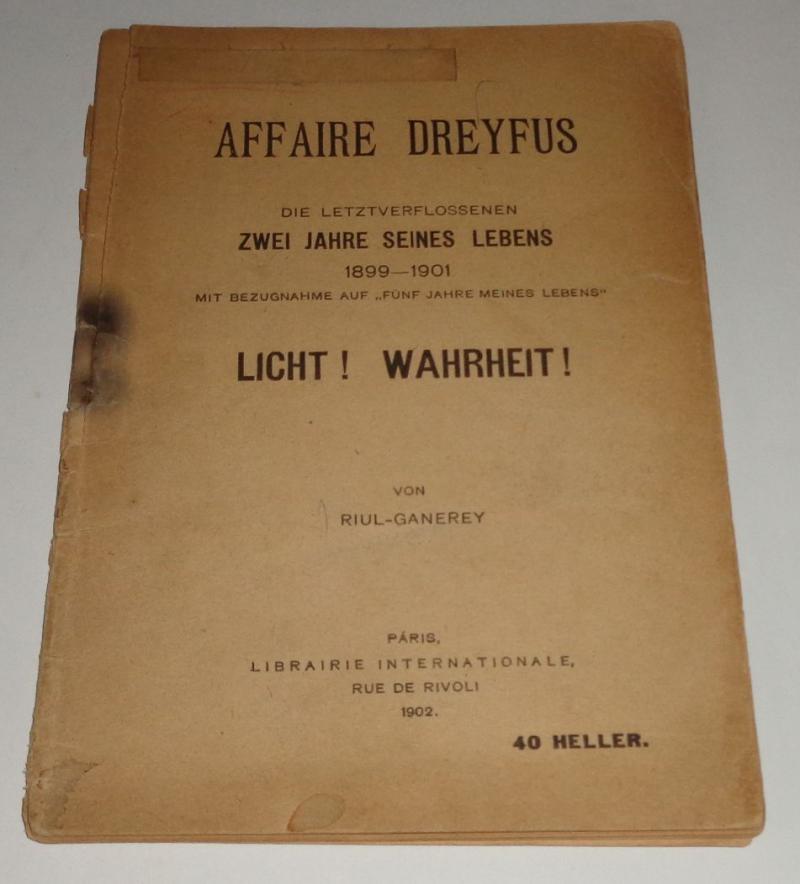 AFFAIRE DREYFUS
DIE LETZTVERFLOSSENEN
ZWEI JAHRE SEINES LEBENS
1899—1901
MIT BEZUGNAHME AUF „FÜNF JAHRE MEINES LEBENS"
LICHT! WAHRHEIT!
VON
RIUL-GANEREY
PÁRIS,
LIBRAIRIE INTERNATIONALE,
RUE DE RIVOLI
1902.
40 HELLER.